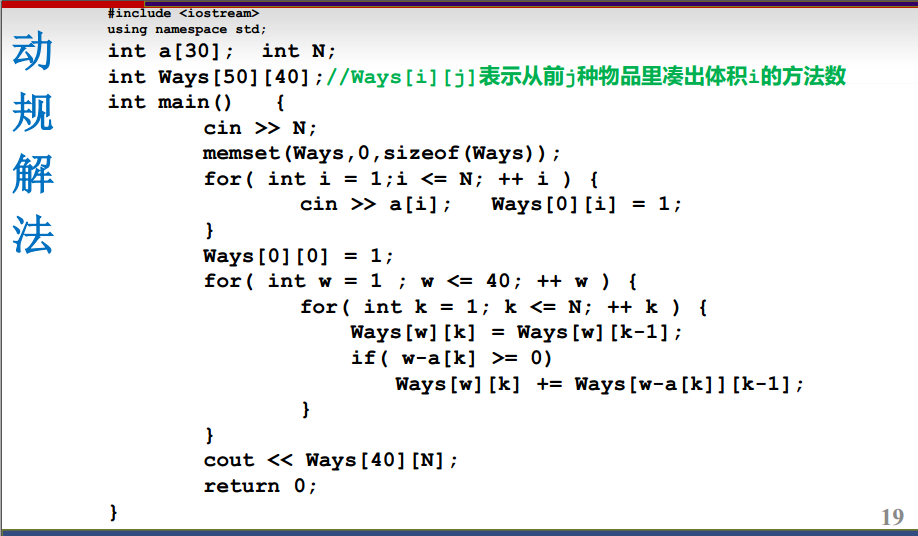 动规解法
#include <iostream>
using namespace std;
int a[30];  int N;
int Ways[50][40];//Ways[i][j]表示从前j种物品里凑出体积i的方法数
int main()   {
        cin >> N;
        memset(Ways,0,sizeof(Ways));
        for( int i = 1;i <= N; ++ i ) {
                cin >> a[i];   Ways[0][i] = 1;
        }
        Ways[0][0] = 1;
        for( int w = 1 ; w <= 40; ++ w ) {
                for( int k = 1; k <= N; ++ k ) {
                    Ways[w][k] = Ways[w][k-1];
                    if( w-a[k] >= 0)
                        Ways[w][k] += Ways[w-a[k]][k-1];
                }
        }
        cout << Ways[40][N];
        return 0;
}
19